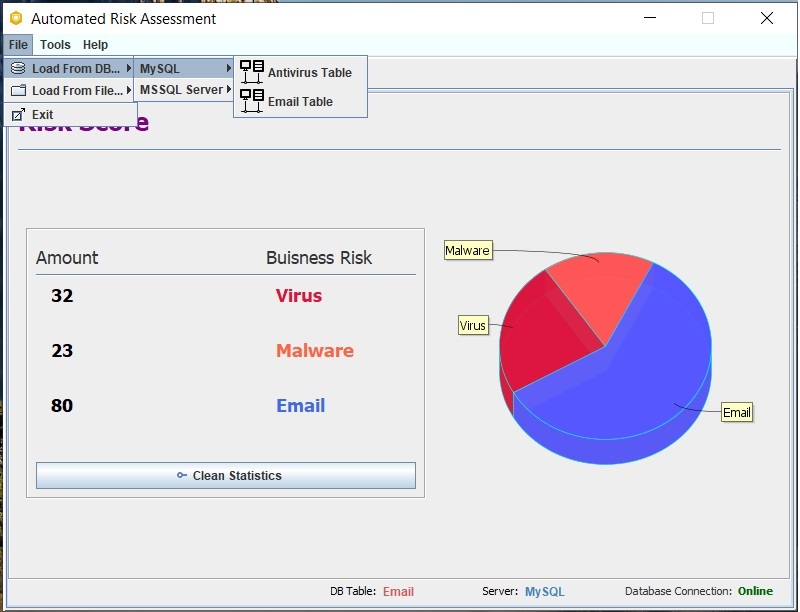 Automated Risk Assessment
File Tools Help
Load From DB... MySQL Antivirus Table
Load From File... MSSQL Server Email Table
Exit
Risk Score
Amount Buisness Risk
32 Virus
23 Malware
80 Email
Clean Statistics
Malware
Virus
Email
DB Table: Email Server: MySQL Database Connection: Online